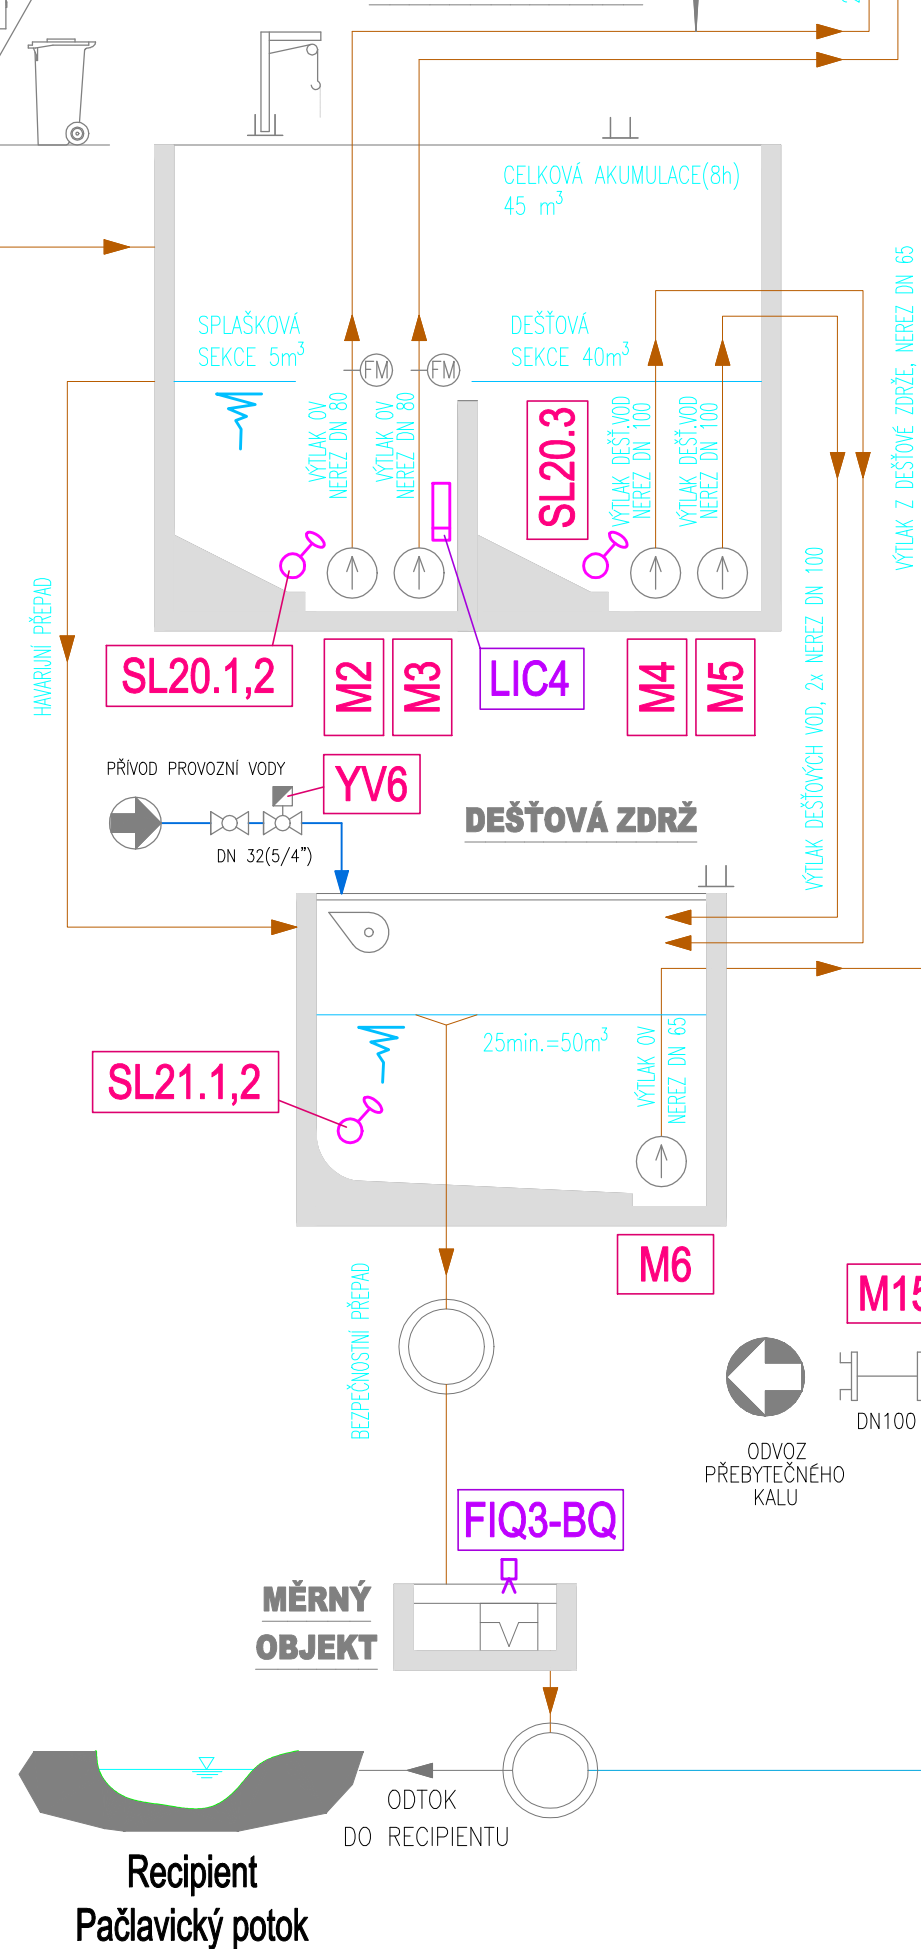 CELKOVÁ AKUMULACE(8h)
45 m³
SPLAŠKOVÁ
SEKCE 5m³
DEŠŤOVÁ
SEKCE 40m³
FM
FM
VÝTLAK OV
NEREZ DN 80
VÝTLAK OV
NEREZ DN 80
SL20.3
VÝTLAK DEŠŤ.VOD
NEREZ DN 100
VÝTLAK DEŠŤ.VOD
NEREZ DN 100
VÝTLAK Z DEŠŤOVÉ ZDRŽE, NEREZ DN 65
HAVARIJNÍ PŘEPAD
SL20.1,2
M2
M3
LIC4
M4
M5
VÝTLAK DEŠŤOVÝCH VOD, 2x NEREZ DN 100
PŘÍVOD PROVOZNÍ VODY
YV6
DN 32(5/4")
DEŠŤOVÁ ZDRŽ
25min.=50m³
VÝTLAK OV
NEREZ DN 65
SL21.1,2
M6
BEZPEČNOSTNÍ PŘEPAD
M15
DN100
ODVOZ
PŘEBYTEČNÉHO
KALU
FIQ3-BQ
MĚRNÝ
OBJEKT
ODTOK
DO RECIPIENTU
Recipient
Pačlavický potok